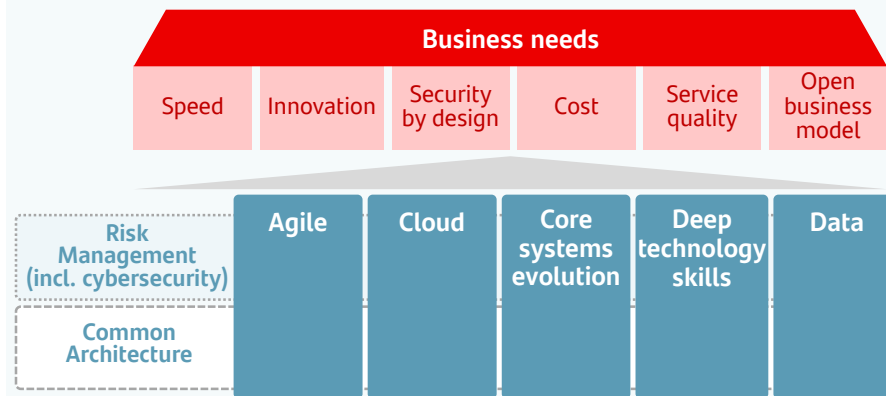 Business needs
Speed
Innovation
Security
by design
Cost
Service
quality
Open
business
model
Risk
Management
(incl. cybersecurity)
Common
Architecture
Agile
Cloud
Core
systems
evolution
Deep
technology
skills
Data